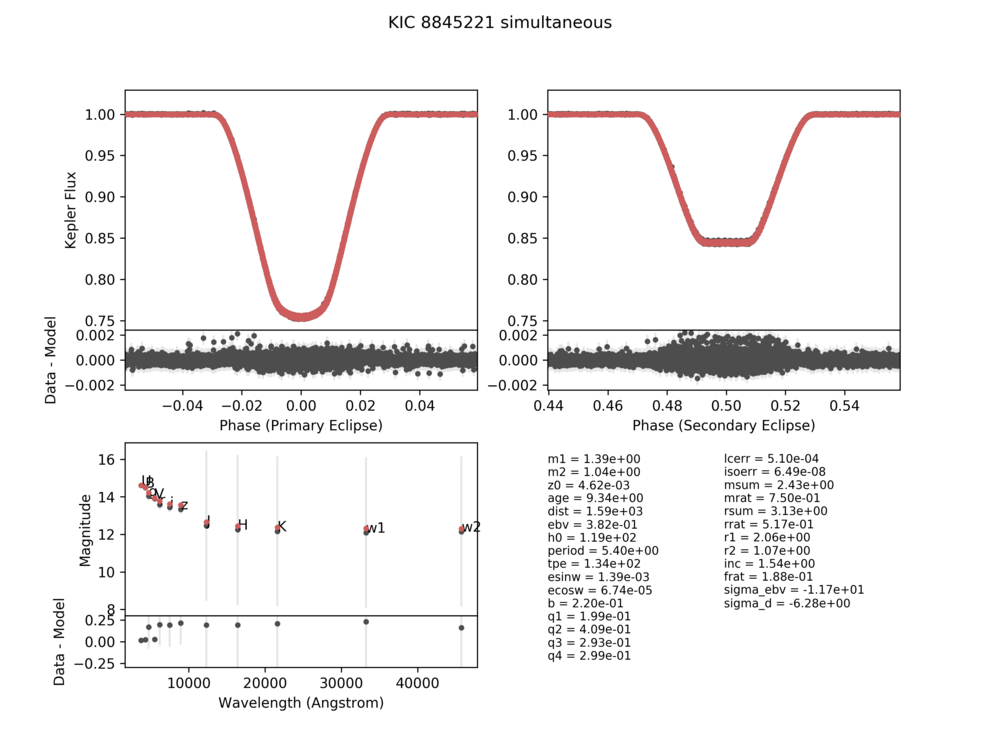 KIC 8845221 simultaneous
1.00
0.95
0.90
0.85
0.80
0.75
Kepler Flux
0.002
0.000
−0.002
Data - Model
−0.04 −0.02 0.00 0.02 0.04
Phase (Primary Eclipse)
1.00
0.95
0.90
0.85
0.80
0.75
0.002
0.000
−0.002
0.44 0.46 0.48 0.50 0.52 0.54
Phase (Secondary Eclipse)
16
14
12
10
8
Magnitude
B
V
i
z
J
H
K
w1
w2
0.25
0.00
−0.25
Data - Model
10000 20000 30000 40000
Wavelength (Angstrom)
m1 = 1.39e+00
m2 = 1.04e+00
z0 = 4.62e-03
age = 9.34e+00
dist = 1.59e+03
ebv = 3.82e-01
h0 = 1.19e+02
period = 5.40e+00
tpe = 1.34e+02
esinw = 1.39e-03
ecosw = 6.74e-05
b = 2.20e-01
q1 = 1.99e-01
q2 = 4.09e-01
q3 = 2.93e-01
q4 = 2.99e-01
lcerr = 5.10e-04
isoerr = 6.49e-08
msum = 2.43e+00
mrat = 7.50e-01
rsum = 3.13e+00
rrat = 5.17e-01
r1 = 2.06e+00
r2 = 1.07e+00
inc = 1.54e+00
frat = 1.88e-01
sigma_ebv = -1.17e+01
sigma_d = -6.28e+00